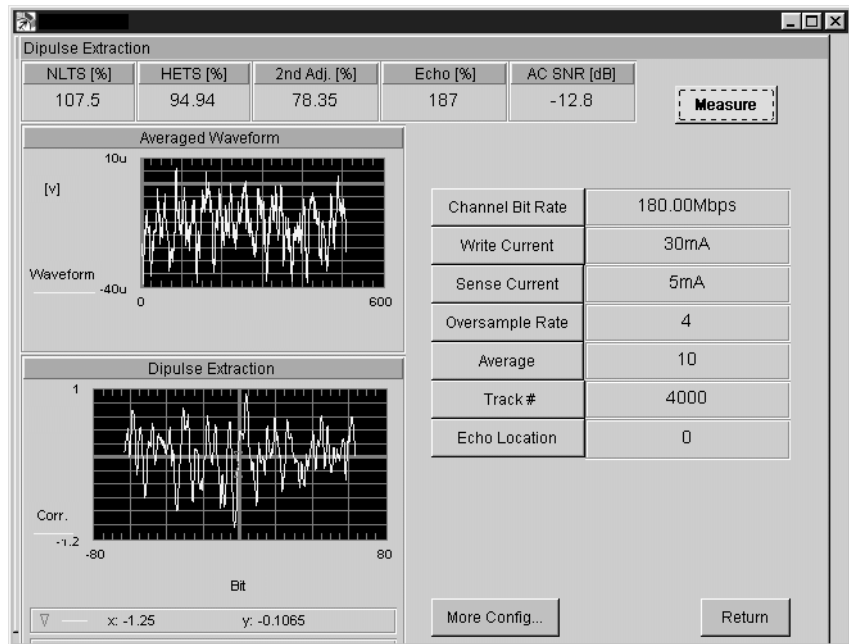 Dipulse Extraction
NLTS [%] HETS [%] 2nd Adj. [%] Echo [%] AC SNR [dB]
107.5 94.94 78.35 187 -12.8
Measure
Averaged Waveform
10u
[v]
Waveform
-40u
0 600
Channel Bit Rate 180.00Mbps
Write Current 30mA
Sense Current 5mA
Oversample Rate 4
Average 10
Track # 4000
Echo Location 0
Dipulse Extraction
1
Corr.
-1.2
-80 80
Bit
x: -1.25 y: -0.1065
More Config... Return